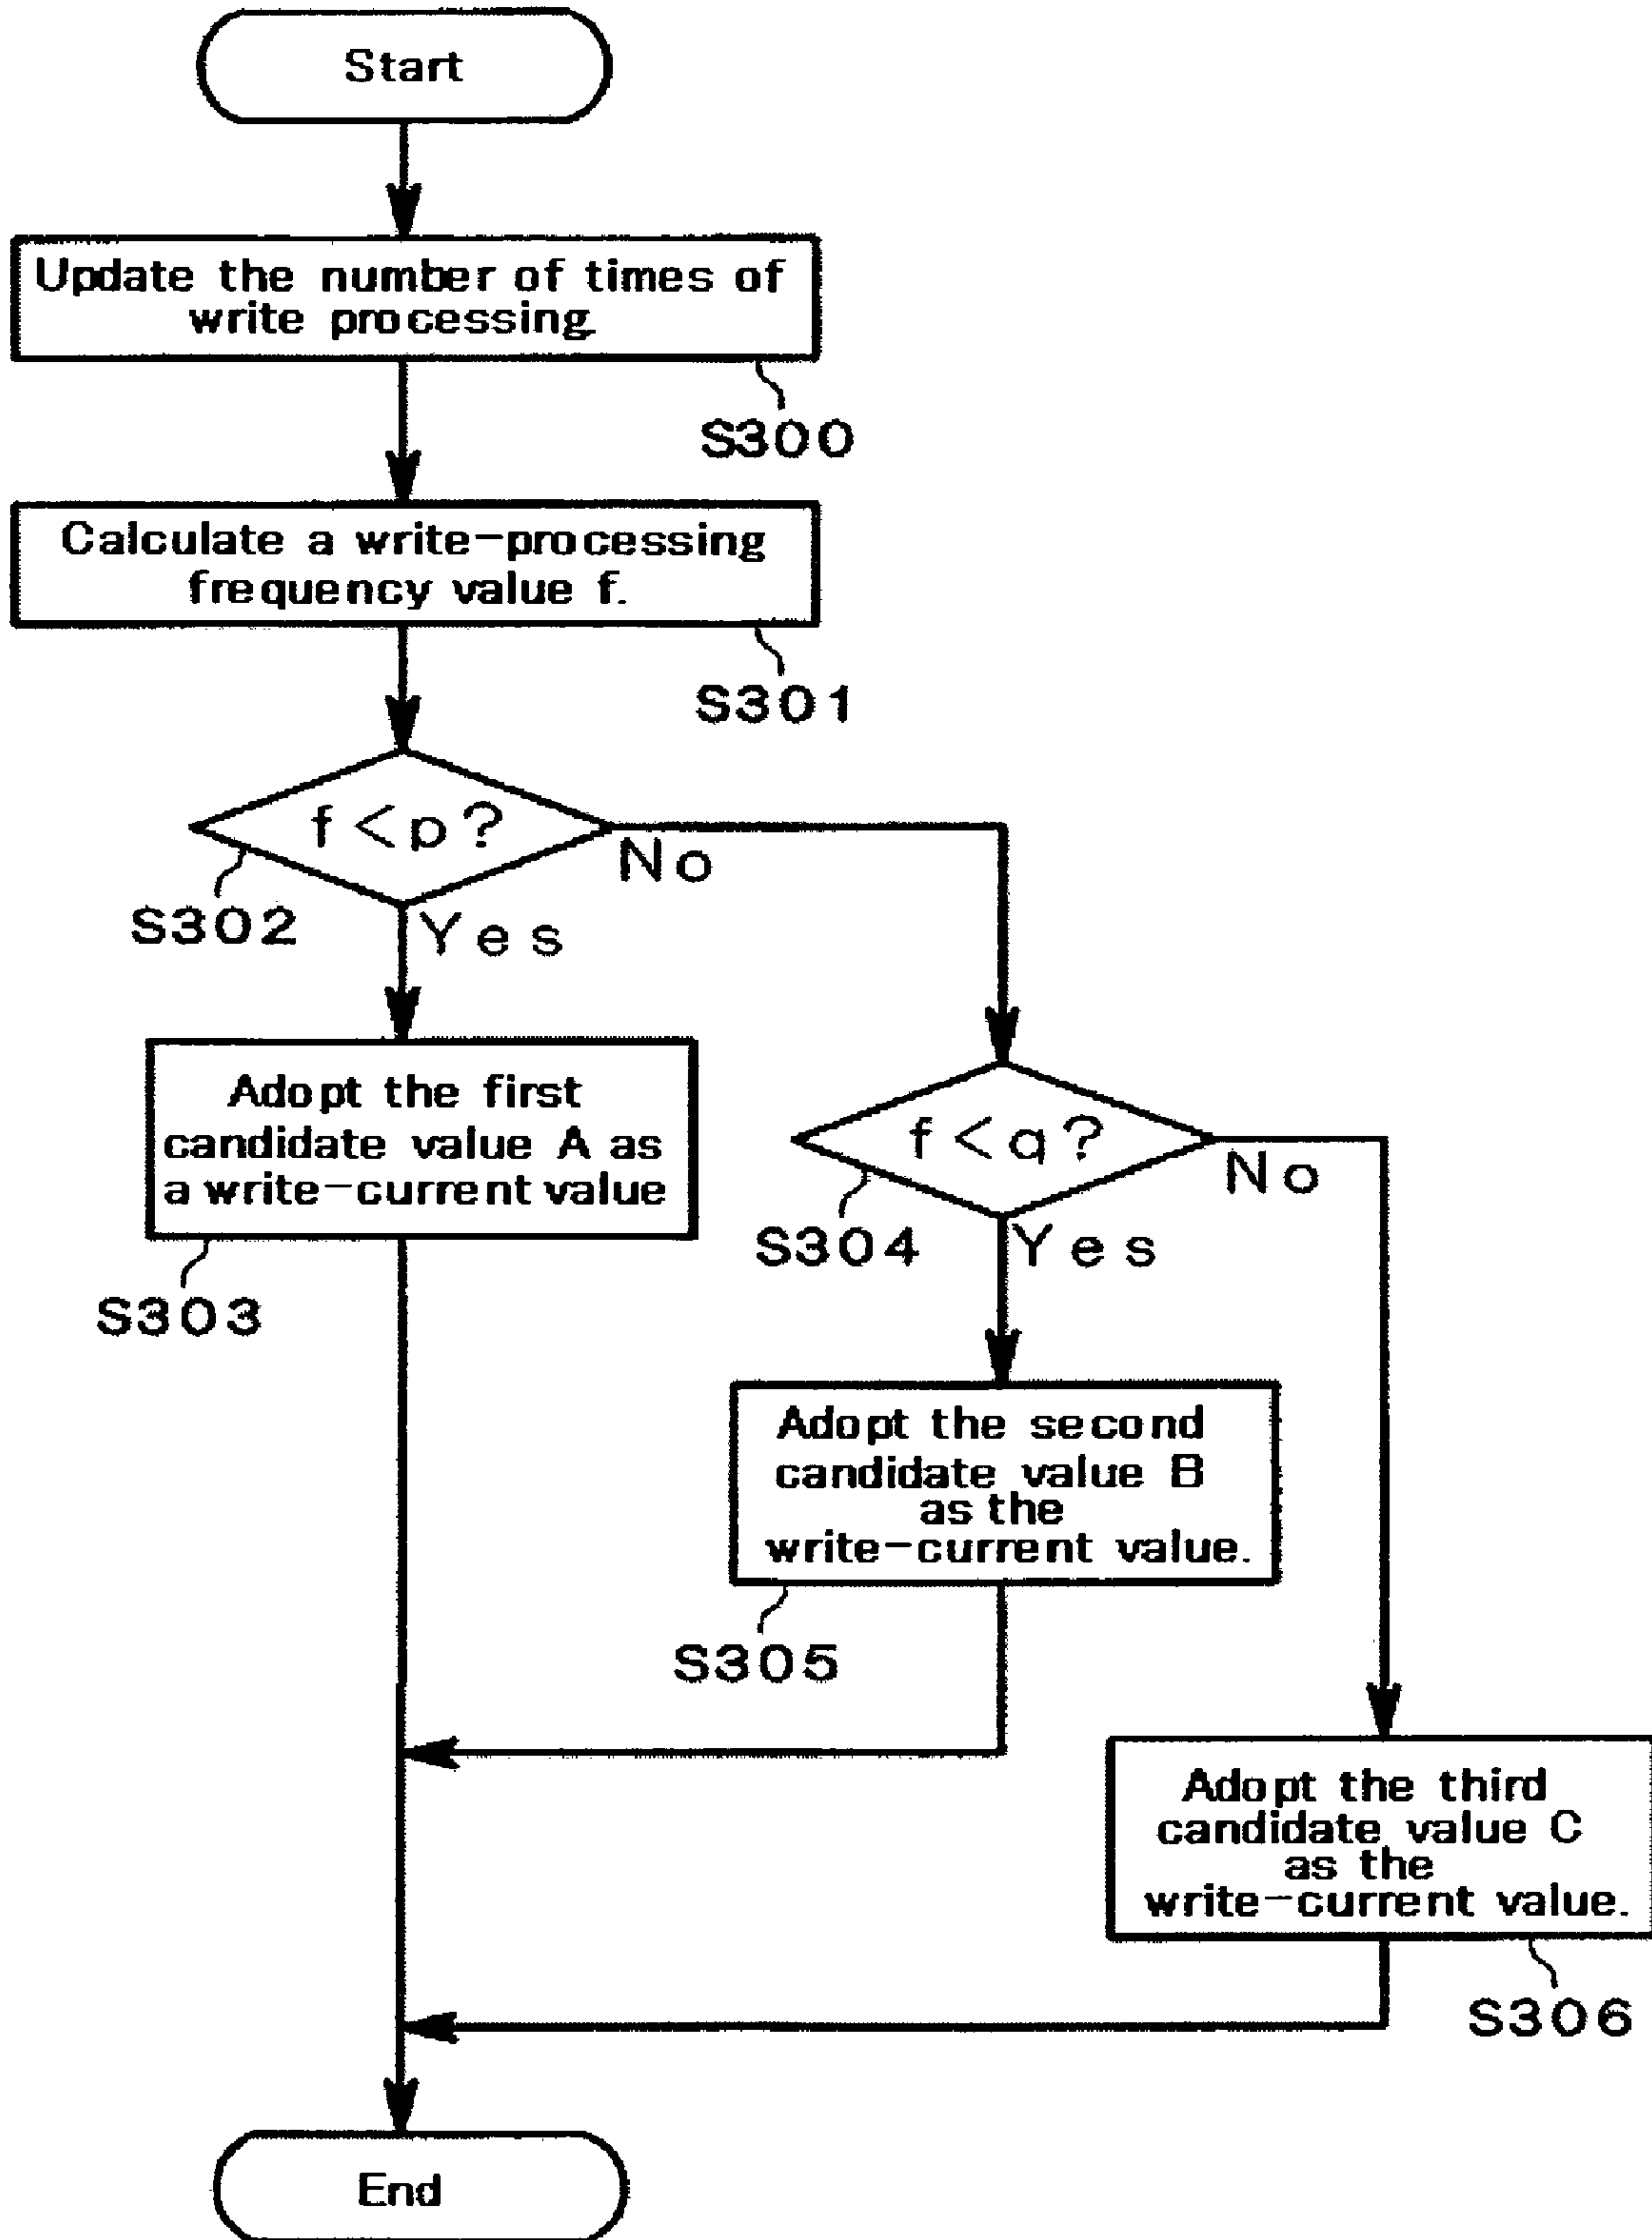 Start
Update the number of times of
write processing
S300
Calculate a write-processing
frequency value f.
S301
f<p?
No
S302
Yes
Adopt the first
candidate value A as
a write-current value
S303
f<q?
No
S304
Yes
Adopt the second
candidate value B
as the
write-current value.
S305
Adopt the third
candidate value C
as the
write-current value.
S306
End